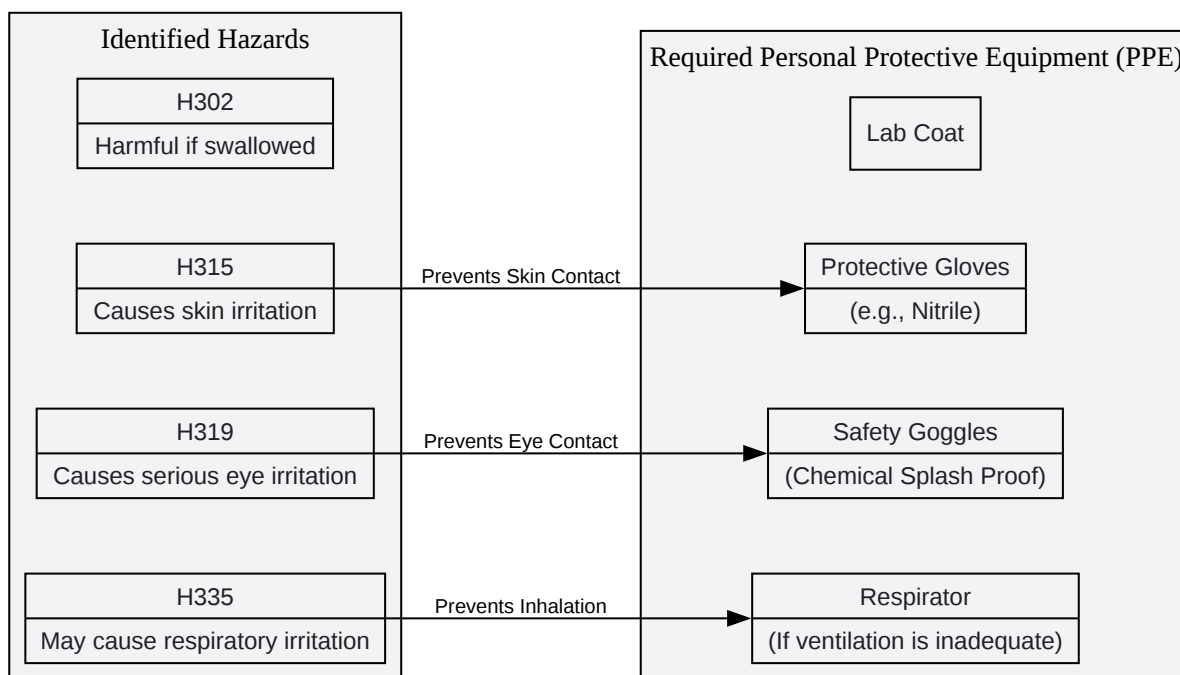 Identified Hazards
H302
Harmful if swallowed
H315
Causes skin irritation
H319
Causes serious eye irritation
H335
May cause respiratory irritation
Prevents Skin Contact
Prevents Eye Contact
Prevents Inhalation
Required Personal Protective Equipment (PPE)
Lab Coat
Protective Gloves
(e.g., Nitrile)
Safety Goggles
(Chemical Splash Proof)
Respirator
(If ventilation is inadequate)